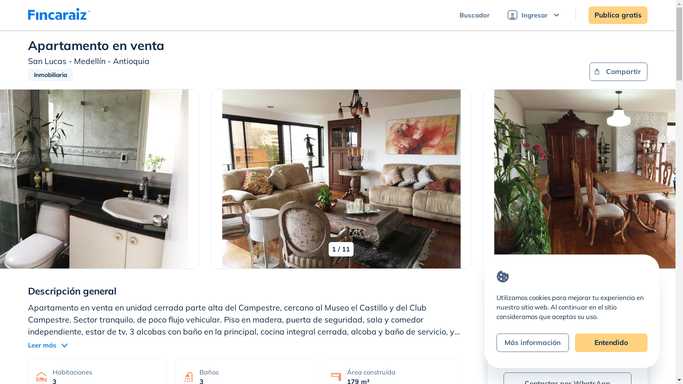 Fincaraiz
Buscador
Ingresar
Publica gratis
Apartamento en venta
San Lucas - Medellín - Antioquia
Inmobiliaria
Compartir
1 / 11
Descripción general
Apartamento en venta en unidad cerrada parte alta del Campestre, cercano al Museo el Castillo y del Club
Campestre, Sector tranquilo, de poco flujo vehicular. Piso en madera, puerta de seguridad, sala y comedor
independiente, estar de tv, 3 alcobas con baño en la principal, cocina integral cerrada, alcoba y baño de servicio, y...
Leer más
Habitaciones
3
Baños
3
Área construida
179 m²
Utilizamos cookies para mejorar tu experiencia en
nuestro sitio web. Al continuar en el sitio
consideramos que aceptas su uso.
Más información
Entendido
Contactar por WhatsApp